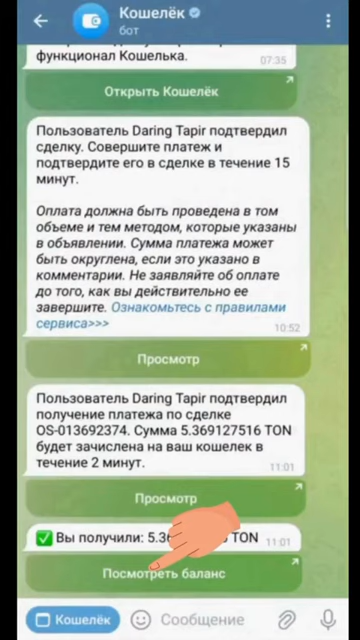 Кошелёк
бот
функционал Кошелька.
07:35
Открыть Кошелёк
Пользователь Daring Tapir подтвердил
сделку. Совершите платеж и
подтвердите его в сделке в течение 15
минут.
Оплата должна быть проведена в том
объеме и тем методом, которые указаны
в объявлении. Сумма платежа может
быть округлена, если это указано в
комментарии. Не заявляйте об оплате
до того, как вы действительно ее
завершите. Ознакомьтесь с правилами
сервиса>>>
10:52
Просмотр
Пользователь Daring Tapir подтвердил
получение платежа по сделке
OS-013692374. Сумма 5.369127516 TON
будет зачислена на ваш кошелек в
течение 2 минут.
11:01
Просмотр
✅ Вы получили: TON
11:01
Посмотреть баланс
Кошелёк
Сообщение